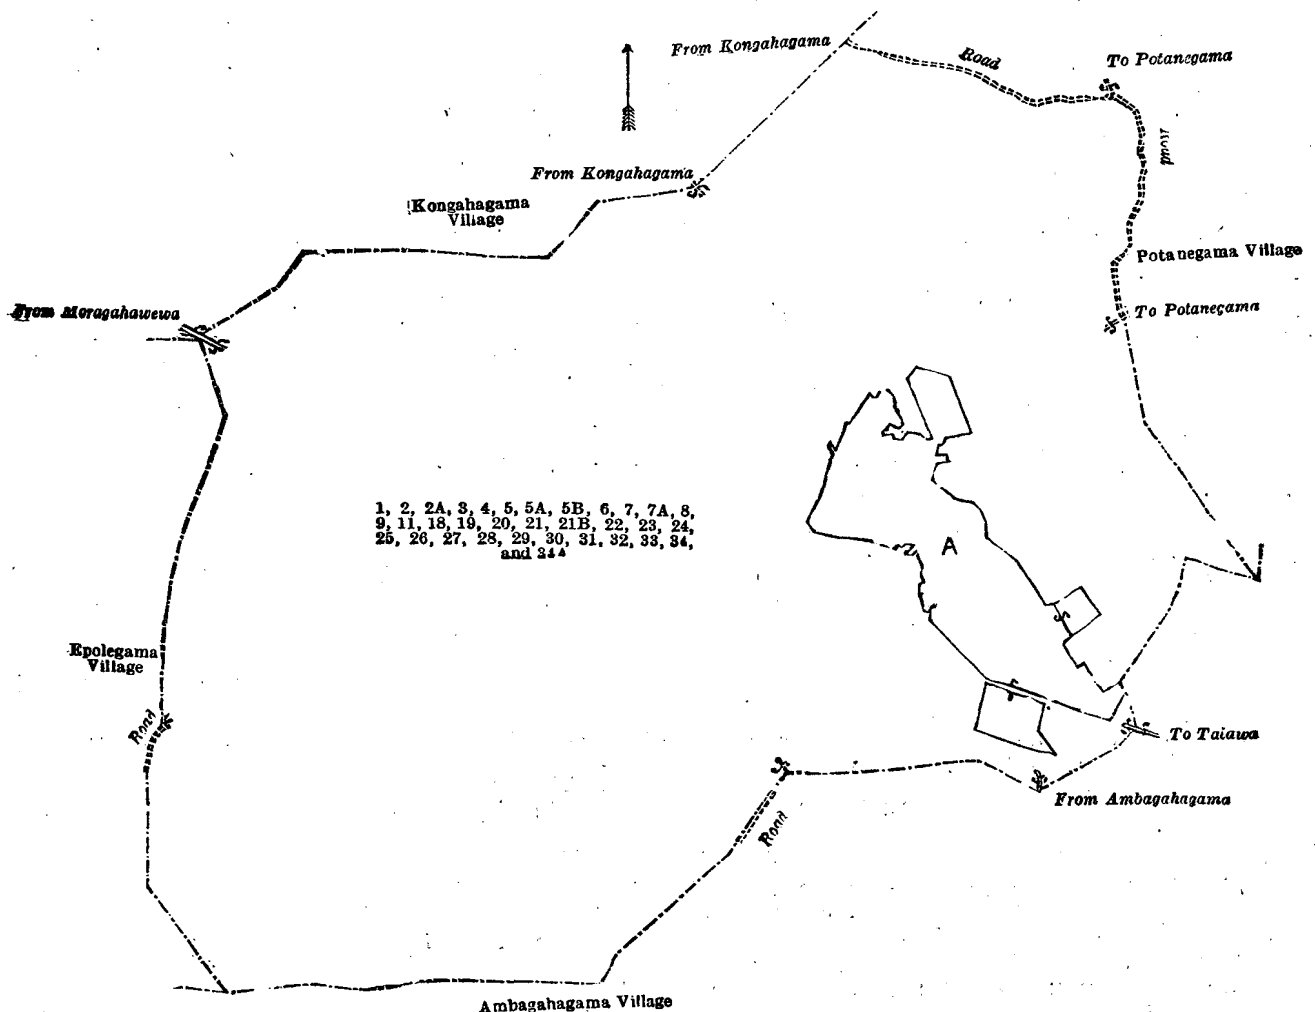 From Kongahagama
Road
To Potanegama
Road
From Kongahagama
Kongahagama
Village
Potanegama Village
From Moragahawewa
To Potanegama
1, 2, 2A, 3, 4, 5, 5A, 5B, 6, 7, 7A, 8,
9, 11, 18, 19, 20, 21, 21B, 22, 23, 24,
25, 26, 27, 28, 29, 30, 31, 32, 33, 34,
and 34A
A
Epolegama
Village
Road
To Talawa
From Ambagahagama
Road
Ambagahagama Village